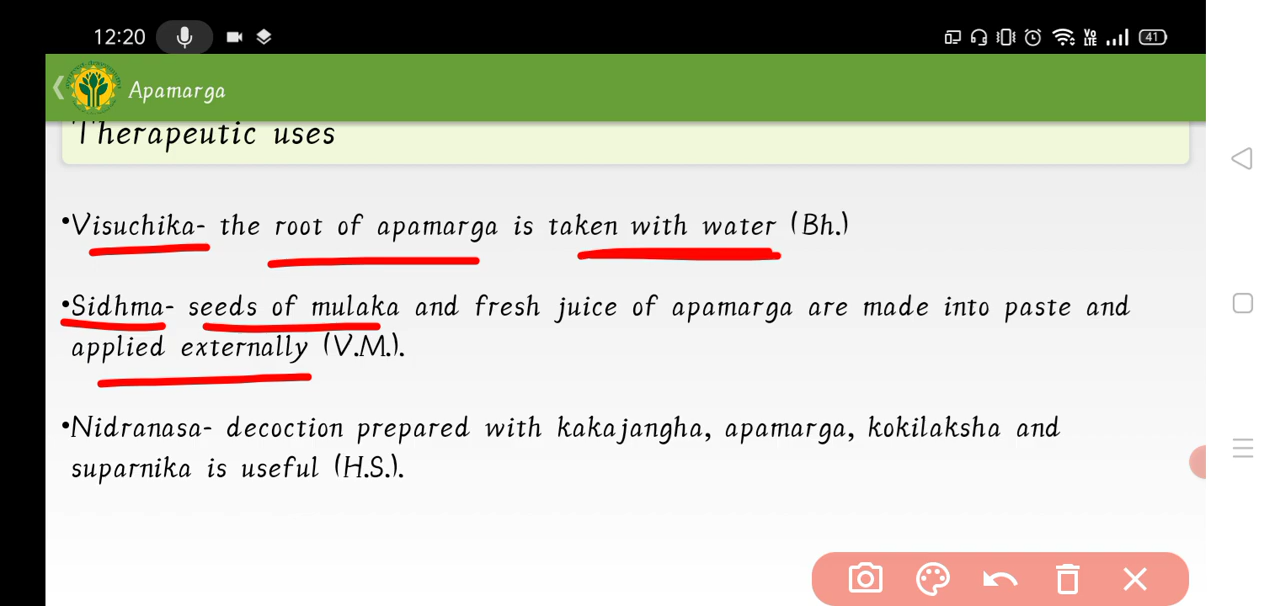 12:20
Vo
LTE
41
Apamarga
Therapeutic uses
•Visuchika- the root of apamarga is taken with water (Bh.)
•Sidhma- seeds of mulaka and fresh juice of apamarga are made into paste and
applied externally (V.M.).
•Nidranasa- decoction prepared with kakajangha, apamarga, kokilaksha and
suparnika is useful (H.S.).